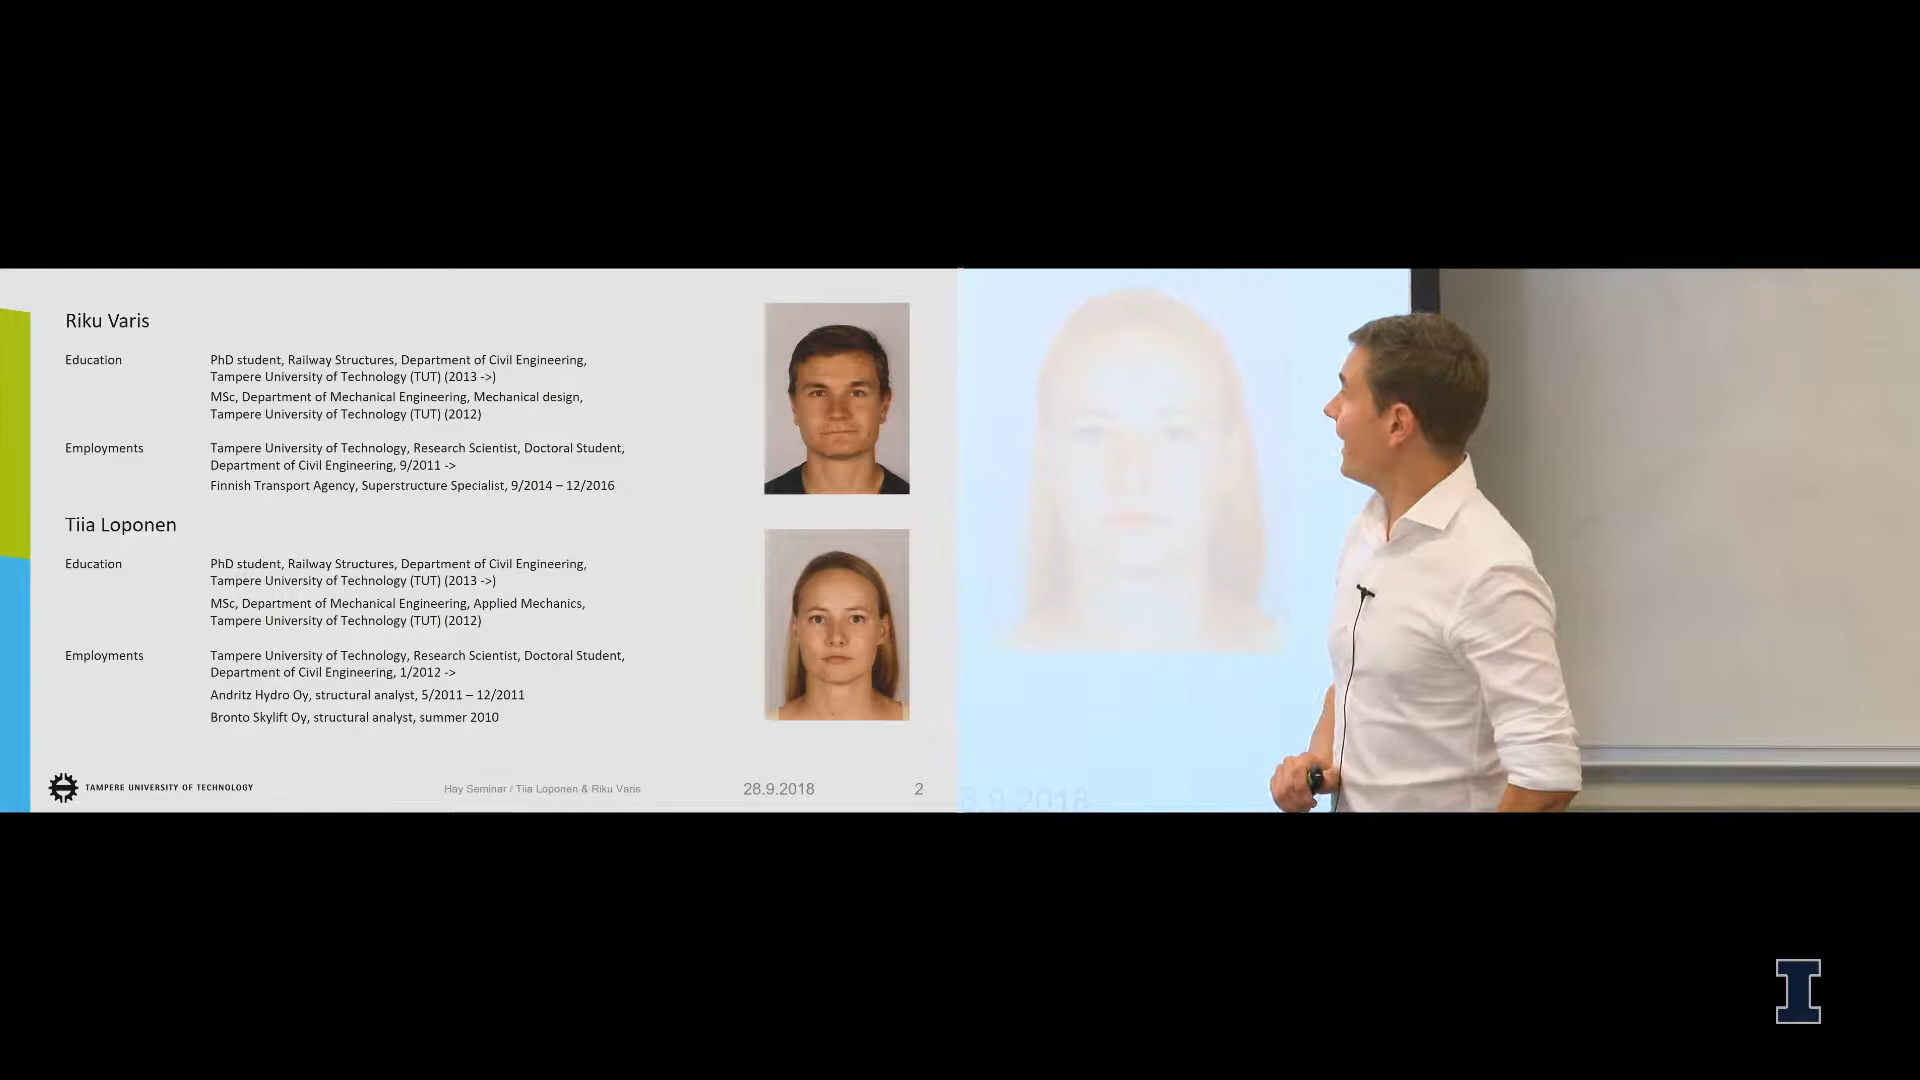 Riku Varis
Education
PhD student, Railway Structures, Department of Civil Engineering,
Tampere University of Technology (TUT) (2013 ->)
MSc, Department of Mechanical Engineering, Mechanical design,
Tampere University of Technology (TUT) (2012)
Employments
Tampere University of Technology, Research Scientist, Doctoral Student,
Department of Civil Engineering, 9/2011 ->
Finnish Transport Agency, Superstructure Specialist, 9/2014 – 12/2016
Tiia Loponen
Education
PhD student, Railway Structures, Department of Civil Engineering,
Tampere University of Technology (TUT) (2013 ->)
MSc, Department of Mechanical Engineering, Applied Mechanics,
Tampere University of Technology (TUT) (2012)
Employments
Tampere University of Technology, Research Scientist, Doctoral Student,
Department of Civil Engineering, 1/2012 ->
Andritz Hydro Oy, structural analyst, 5/2011 – 12/2011
Bronto Skylift Oy, structural analyst, summer 2010
TAMPERE UNIVERSITY OF TECHNOLOGY
Hay Seminar / Tiia Loponen & Riku Varis
28.9.2018
2
8.9.2018
I